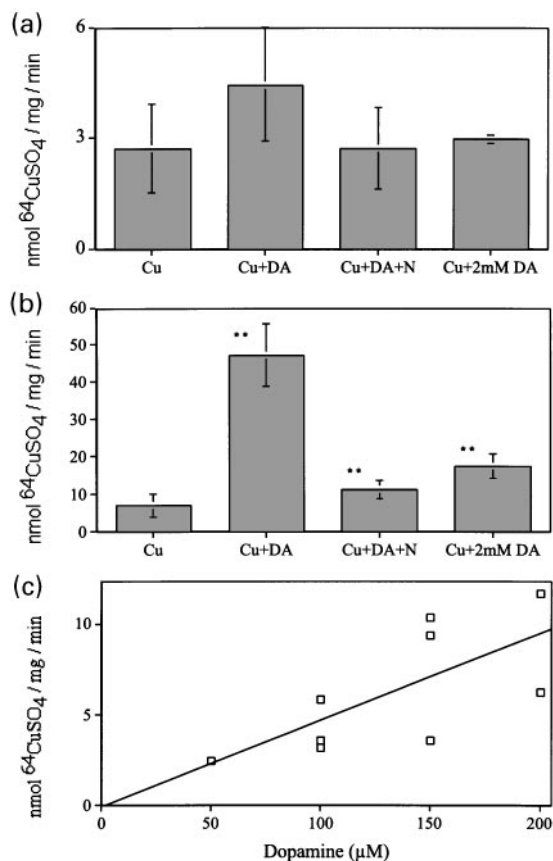 (a)
nmol ⁶⁴CuSO₄ / mg / min
6
3
0
Cu Cu+DA Cu+DA+N Cu+2mM DA
(b)
nmol ⁶⁴CuSO₄ / mg / min
60
50
40
30
20
10
0
** ** **
Cu Cu+DA Cu+DA+N Cu+2mM DA
(c)
nmol ⁶⁴CuSO₄ / mg / min
10
5
0
0 50 100 150 200
Dopamine (µM)